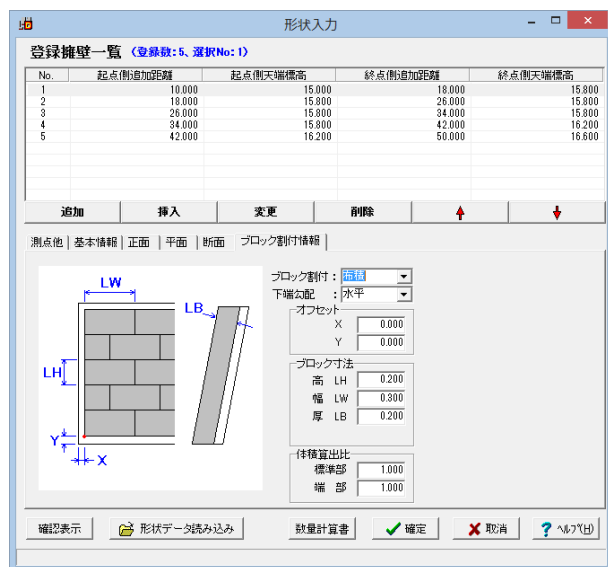 形状入力
登録擁壁一覧 (登録数:5、選択No:1)
No. 起点側追加距離 起点側天端標高 終点側追加距離 終点側天端標高
1 10.000 15.000 18.000 15.800
2 18.000 15.800 26.000 15.800
3 26.000 15.800 34.000 15.800
4 34.000 15.800 42.000 16.200
5 42.000 16.200 50.000 16.600
追加 挿入 変更 削除
測点他 基本情報 正面 平面 断面 ブロック割付情報
LW
LB
LH
Y
X
ブロック割付: 布積
下端勾配 : 水平
オフセット
X 0.000
Y 0.000
ブロック寸法
高 LH 0.200
幅 LW 0.300
厚 LB 0.200
体積算出比
標準部 1.000
端 部 1.000
確認表示 形状データ読み込み 数量計算書 確定 取消 ヘルプ(H)